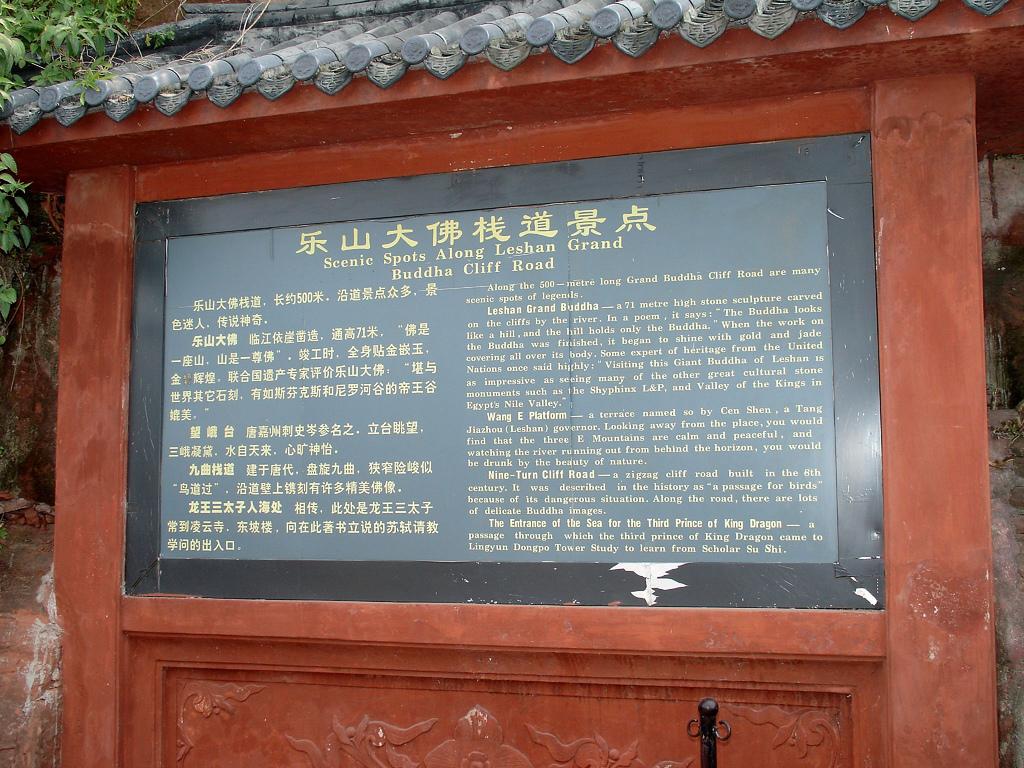 乐山大佛栈道景点
Scenic Spots Along Leshan Grand
Buddha Cliff Road
乐山大佛栈道，长约500米．沿道景点众多，景
色迷人，传说神奇．
乐山大佛 临江依崖凿造，通高71米，“佛是
一座山，山是一尊佛”．竣工时，全身贴金嵌玉，
金 辉煌．联合国遗产专家评价乐山大佛：“堪与
世界其它石刻，有如斯芬克斯和尼罗河谷的帝王谷
媲美．”
望峨台 唐嘉州刺史岑参名之．立台眺望，
三峨凝黛，水自天来，心旷神怡．
九曲栈道 建于唐代，盘旋九曲，狭窄险峻似
“鸟道过”，沿道壁上镌刻有许多精美佛像．
龙王三太子人海处 相传，此处是龙王三太子
常到凌云寺，东坡楼，向在此著书立说的苏轼请教
学问的出入口．
Along the 500—metre long Grand Buddha Cliff Road are many
scenic spots of legends.
Leshan Grand Buddha — a 71 metre high stone sculpture carved
on the cliffs by the river. In a poem , it says: "The Buddha looks
like a hill, and the hill holds only the Buddha." When the work on
the Buddha was finished, it began to shine with gold and jade
covering all over its body. Some expert of heritage from the United
Nations once said highly: "Visiting this Giant Buddha of Leshan is
as impressive as seeing many of the other great cultural stone
monuments such as the Shyphinx L&P, and Valley of the Kings in
Egypt's Nile Valley."
Wang E Platform — a terrace named so by Cen Shen , a Tang
Jiazhou (Leshan) governor. Looking away from the place, you would
find that the three E Mountains are calm and peaceful, and
watching the river running out from behind the horizon, you would
be drunk by the beauty of nature.
Nine-Turn Cliff Road — a zigzag cliff road built in the 8th
century. It was described in the history as "a passage for birds"
because of its dangerous situation. Along the road, there are lots
of delicate Buddha images.
The Entrance of the Sea for the Third Prince of King Dragon — a
passage through which the third prince of King Dragon came to
Lingyun Dongpo Tower Study to learn from Scholar Su Shi.